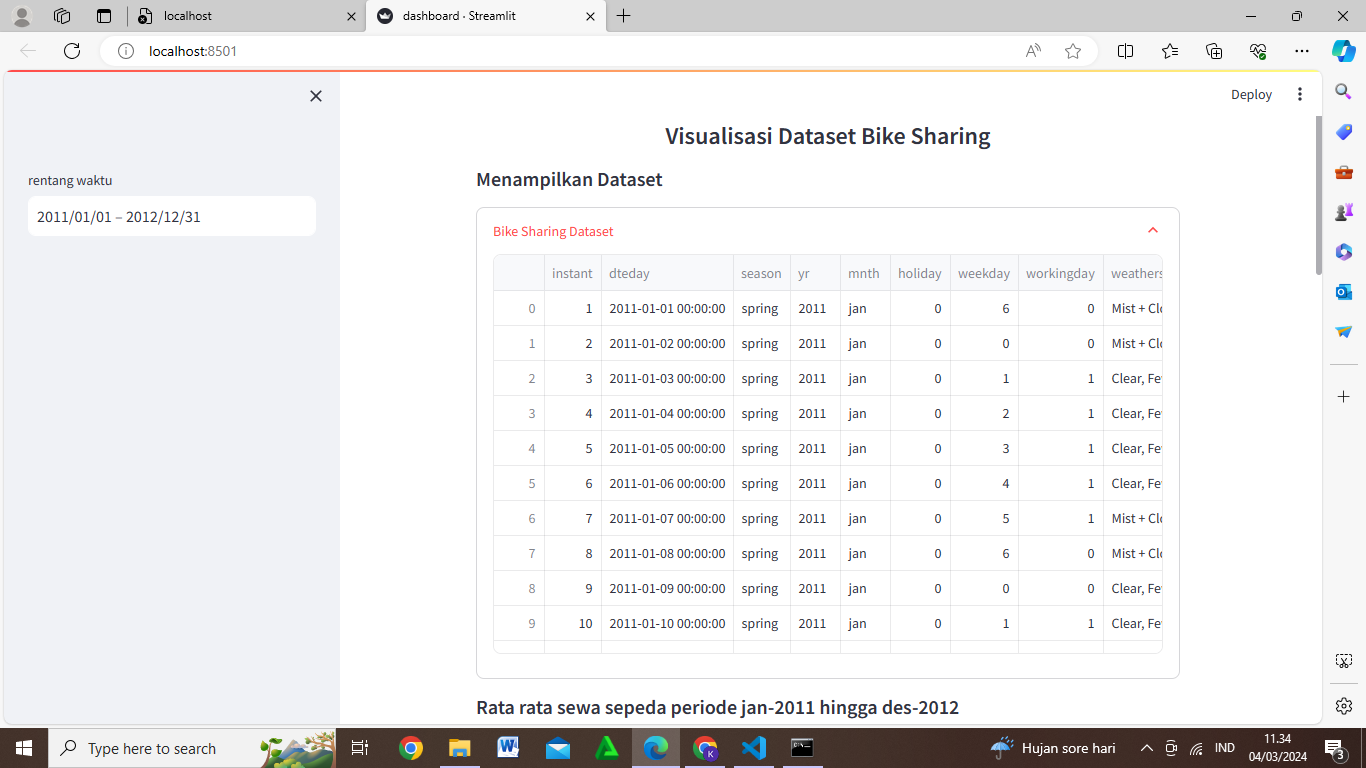 localhost
dashboard · Streamlit
localhost:8501
Deploy
rentang waktu
2011/01/01 – 2012/12/31
Visualisasi Dataset Bike Sharing
Menampilkan Dataset
Bike Sharing Dataset
instant dteday season yr mnth holiday weekday workingday weathers
0 1 2011-01-01 00:00:00 spring 2011 jan 0 6 0 Mist + Clo
1 2 2011-01-02 00:00:00 spring 2011 jan 0 0 0 Mist + Clo
2 3 2011-01-03 00:00:00 spring 2011 jan 0 1 1 Clear, Fe
3 4 2011-01-04 00:00:00 spring 2011 jan 0 2 1 Clear, Fe
4 5 2011-01-05 00:00:00 spring 2011 jan 0 3 1 Clear, Fe
5 6 2011-01-06 00:00:00 spring 2011 jan 0 4 1 Clear, Fe
6 7 2011-01-07 00:00:00 spring 2011 jan 0 5 1 Mist + Clo
7 8 2011-01-08 00:00:00 spring 2011 jan 0 6 0 Mist + Clo
8 9 2011-01-09 00:00:00 spring 2011 jan 0 0 0 Clear, Fe
9 10 2011-01-10 00:00:00 spring 2011 jan 0 1 1 Clear, Fe
Rata rata sewa sepeda periode jan-2011 hingga des-2012
Type here to search
Hujan sore hari
IND
11.34
04/03/2024
3